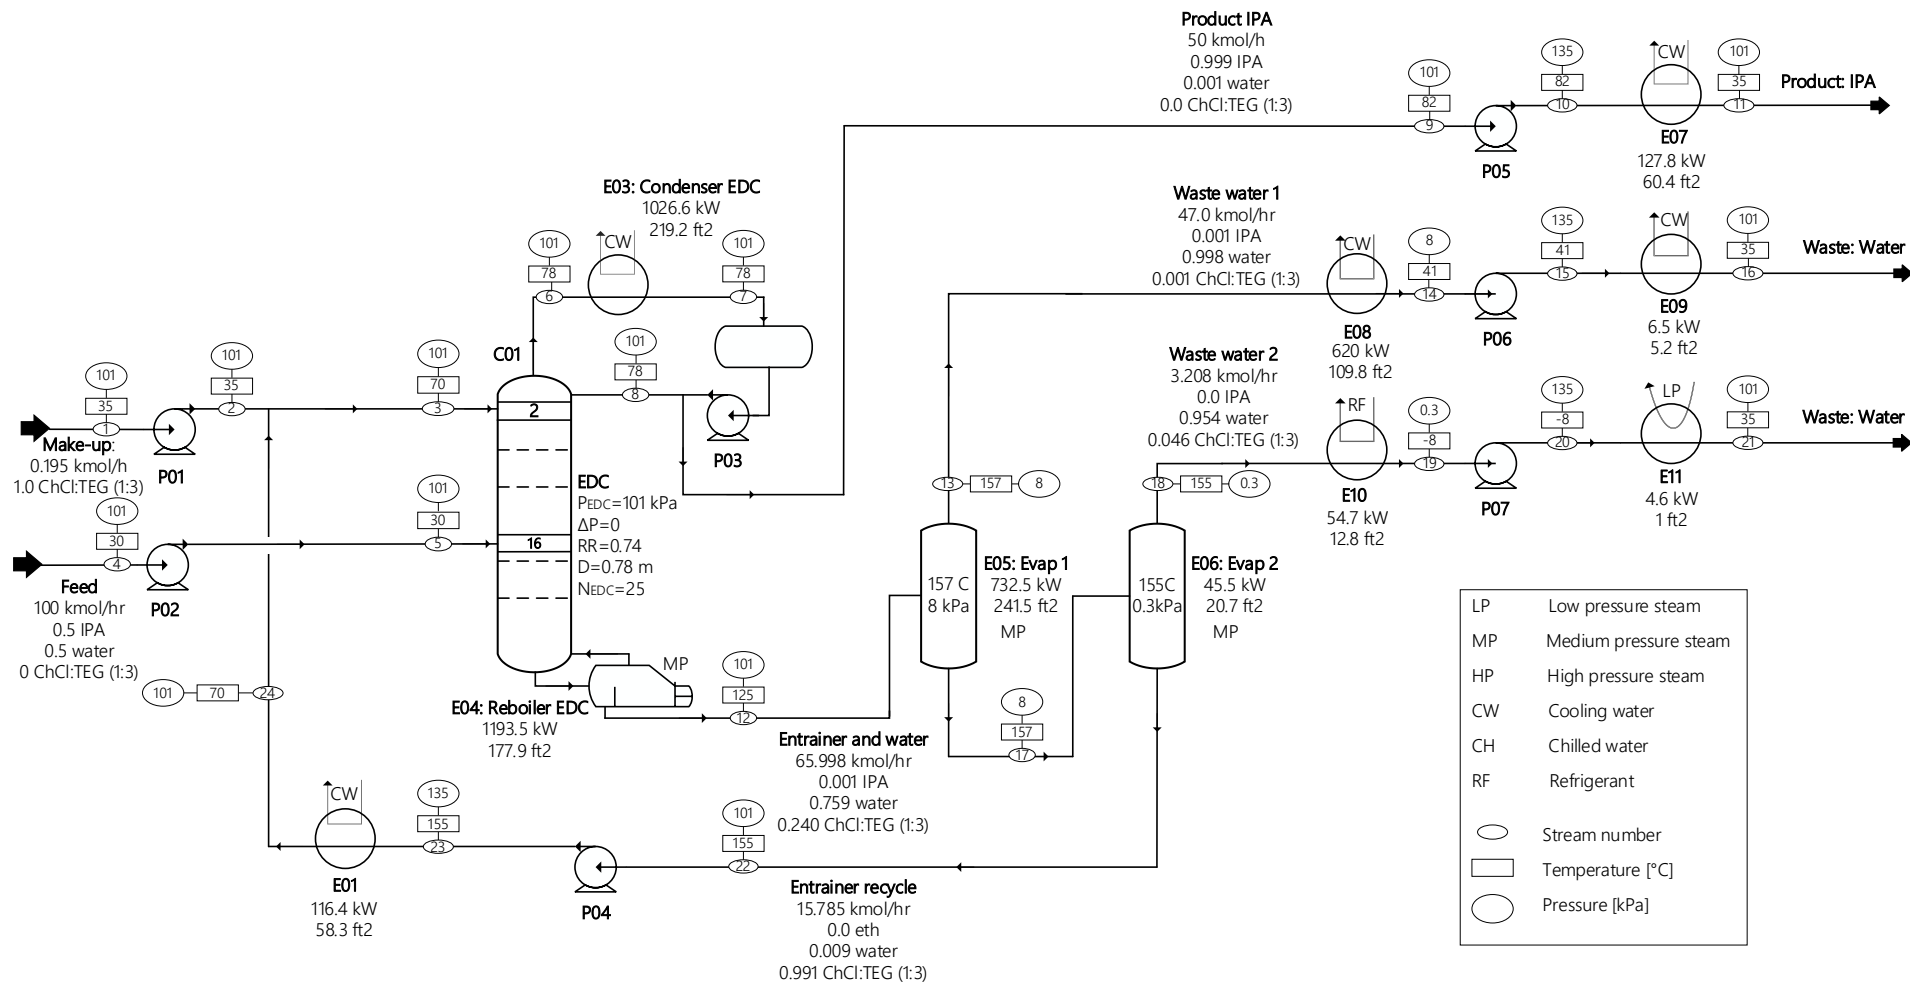 Product IPA
50 kmol/h
0.999 IPA
0.001 water
0.0 ChCl:TEG (1:3)
101
82
9
P05
135
82
10
CW
E07
127.8 kW
60.4 ft2
101
35
11
Product: IPA
E03: Condenser EDC
1026.6 kW
219.2 ft2
101
78
6
CW
101
78
7
101
78
8
P03
Waste water 1
47.0 kmol/hr
0.001 IPA
0.998 water
0.001 ChCl:TEG (1:3)
CW
E08
620 kW
109.8 ft2
8
41
14
P06
135
41
15
CW
E09
6.5 kW
5.2 ft2
101
35
16
Waste: Water
Waste water 2
3.208 kmol/hr
0.0 IPA
0.954 water
0.046 ChCl:TEG (1:3)
RF
E10
54.7 kW
12.8 ft2
0.3
-8
19
P07
135
-8
20
LP
E11
4.6 kW
1 ft2
101
35
21
Waste: Water
101
35
1
Make-up:
0.195 kmol/h
1.0 ChCl:TEG (1:3)
P01
101
35
2
101
70
3
C01
2
101
30
4
Feed
100 kmol/hr
0.5 IPA
0.5 water
0 ChCl:TEG (1:3)
P02
101
30
5
16
EDC
PEDC=101 kPa
ΔP=0
RR=0.74
D=0.78 m
NEDC=25
MP
E04: Reboiler EDC
1193.5 kW
177.9 ft2
101
125
12
Entrainer and water
65.998 kmol/hr
0.001 IPA
0.759 water
0.240 ChCl:TEG (1:3)
13
157
8
157 C
8 kPa
E05: Evap 1
732.5 kW
241.5 ft2
MP
8
157
17
18
155
0.3
155C
0.3kPa
E06: Evap 2
45.5 kW
20.7 ft2
MP
101
70
24
CW
E01
116.4 kW
58.3 ft2
135
155
23
P04
101
155
22
Entrainer recycle
15.785 kmol/hr
0.0 eth
0.009 water
0.991 ChCl:TEG (1:3)
LP Low pressure steam
MP Medium pressure steam
HP High pressure steam
CW Cooling water
CH Chilled water
RF Refrigerant
Stream number
Temperature [°C]
Pressure [kPa]